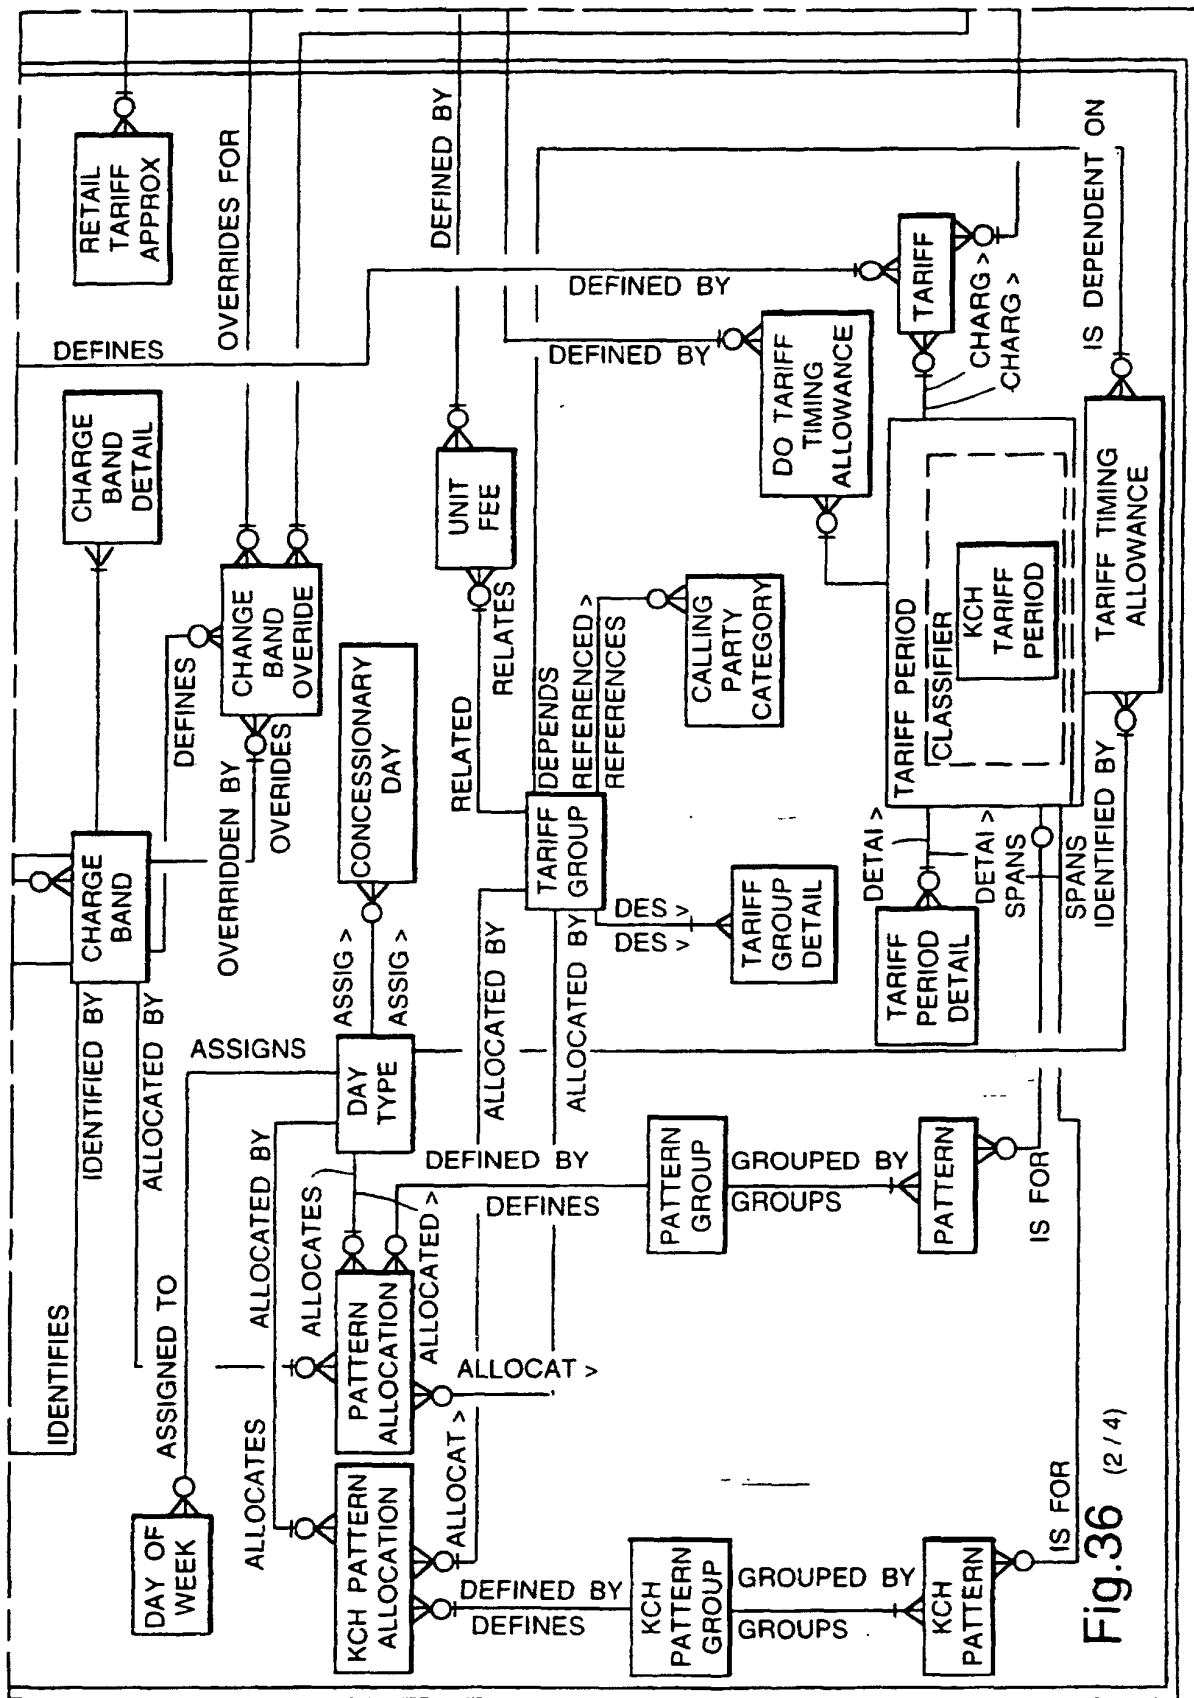 IDENTIFIES
IDENTIFIED BY
ALLOCATED BY
CHARGE
BAND
DEFINES
RETAIL
TARIFF
APPROX
CHARGE
BAND
DETAIL
DEFINES
OVERRIDES FOR
CHANGE
BAND
OVERIDE
OVERRIDDEN BY
OVERIDES
DAY OF
WEEK
ASSIGNED TO
ASSIGNS
ALLOCATES
ALLOCATED BY
KCH PATTERN
ALLOCATION
PATTERN
ALLOCATION
ALLOCATES
ALLOCATED >
DAY
TYPE
ASSIG >
ASSIG >
CONCESSIONARY
DAY
ALLOCAT >
ALLOCAT >
ALLOCATED BY
ALLOCATED BY
RELATED
RELATES
UNIT
FEE
DEFINED BY
DEFINED BY
DEFINES
DEFINED BY
DEFINES
TARIFF
GROUP
DEPENDS
REFERENCED >
REFERENCES
DES >
DES >
CALLING
PARTY
CATEGORY
TARIFF
GROUP
DETAIL
DEFINED BY
DEFINED BY
DO TARIFF
TIMING
ALLOWANCE
TARIFF
CHARG >
CHARG >
KCH
PATTERN
GROUP
PATTERN
GROUP
GROUPED BY
GROUPS
GROUPED BY
GROUPS
KCH
PATTERN
PATTERN
IS FOR
IS FOR
TARIFF
PERIOD
DETAIL
DETAI >
DETAI >
SPANS
SPANS
TARIFF PERIOD
CLASSIFIER
KCH
TARIFF
PERIOD
IDENTIFIED BY
TARIFF TIMING
ALLOWANCE
IS DEPENDENT ON
Fig.36 (2/4)